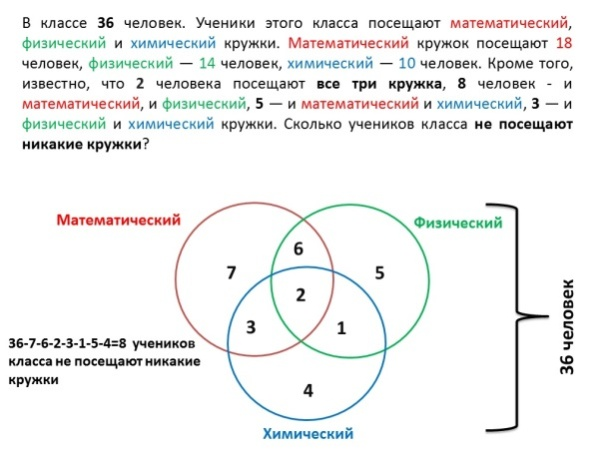 В классе 36 человек. Ученики этого класса посещают математический,
физический и химический кружки. Математический кружок посещают 18
человек, физический — 14 человек, химический — 10 человек. Кроме того,
известно, что 2 человека посещают все три кружка, 8 человек - и
математический, и физический, 5 — и математический и химический, 3 — и
физический и химический кружки. Сколько учеников класса не посещают
никакие кружки?
Математический
Физический
6
7
5
2
3
1
4
36-7-6-2-3-1-5-4=8 учеников
класса не посещают никакие
кружки
Химический
36 человек